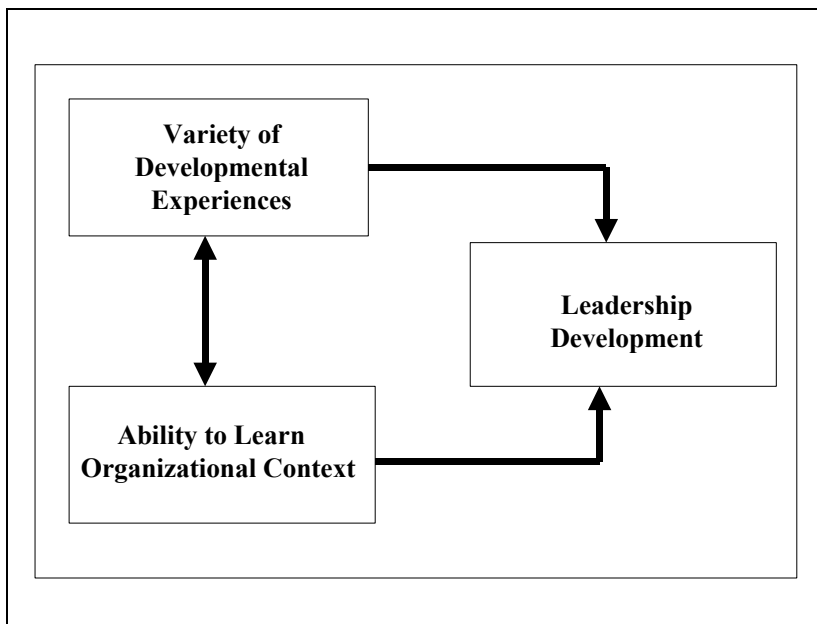 Variety of
Developmental
Experiences
Leadership
Development
Ability to Learn
Organizational Context